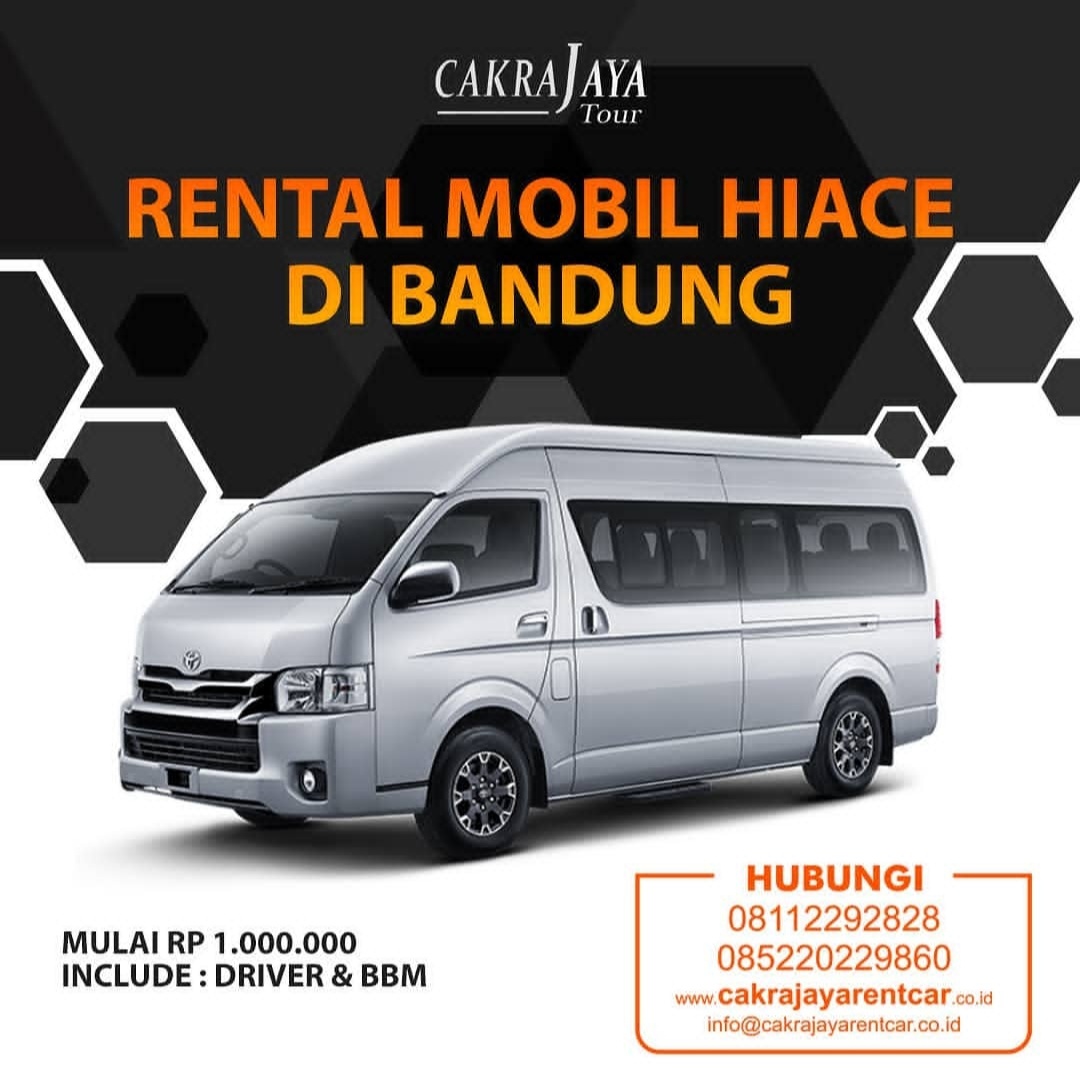 CAKRAJAYA
Tour
RENTAL MOBIL HIACE
DI BANDUNG
MULAI RP 1.000.000
INCLUDE : DRIVER & BBM
HUBUNGI
08112292828
085220229860
www.cakrajayarentcar.co.id
info@cakrajayarentcar.co.id